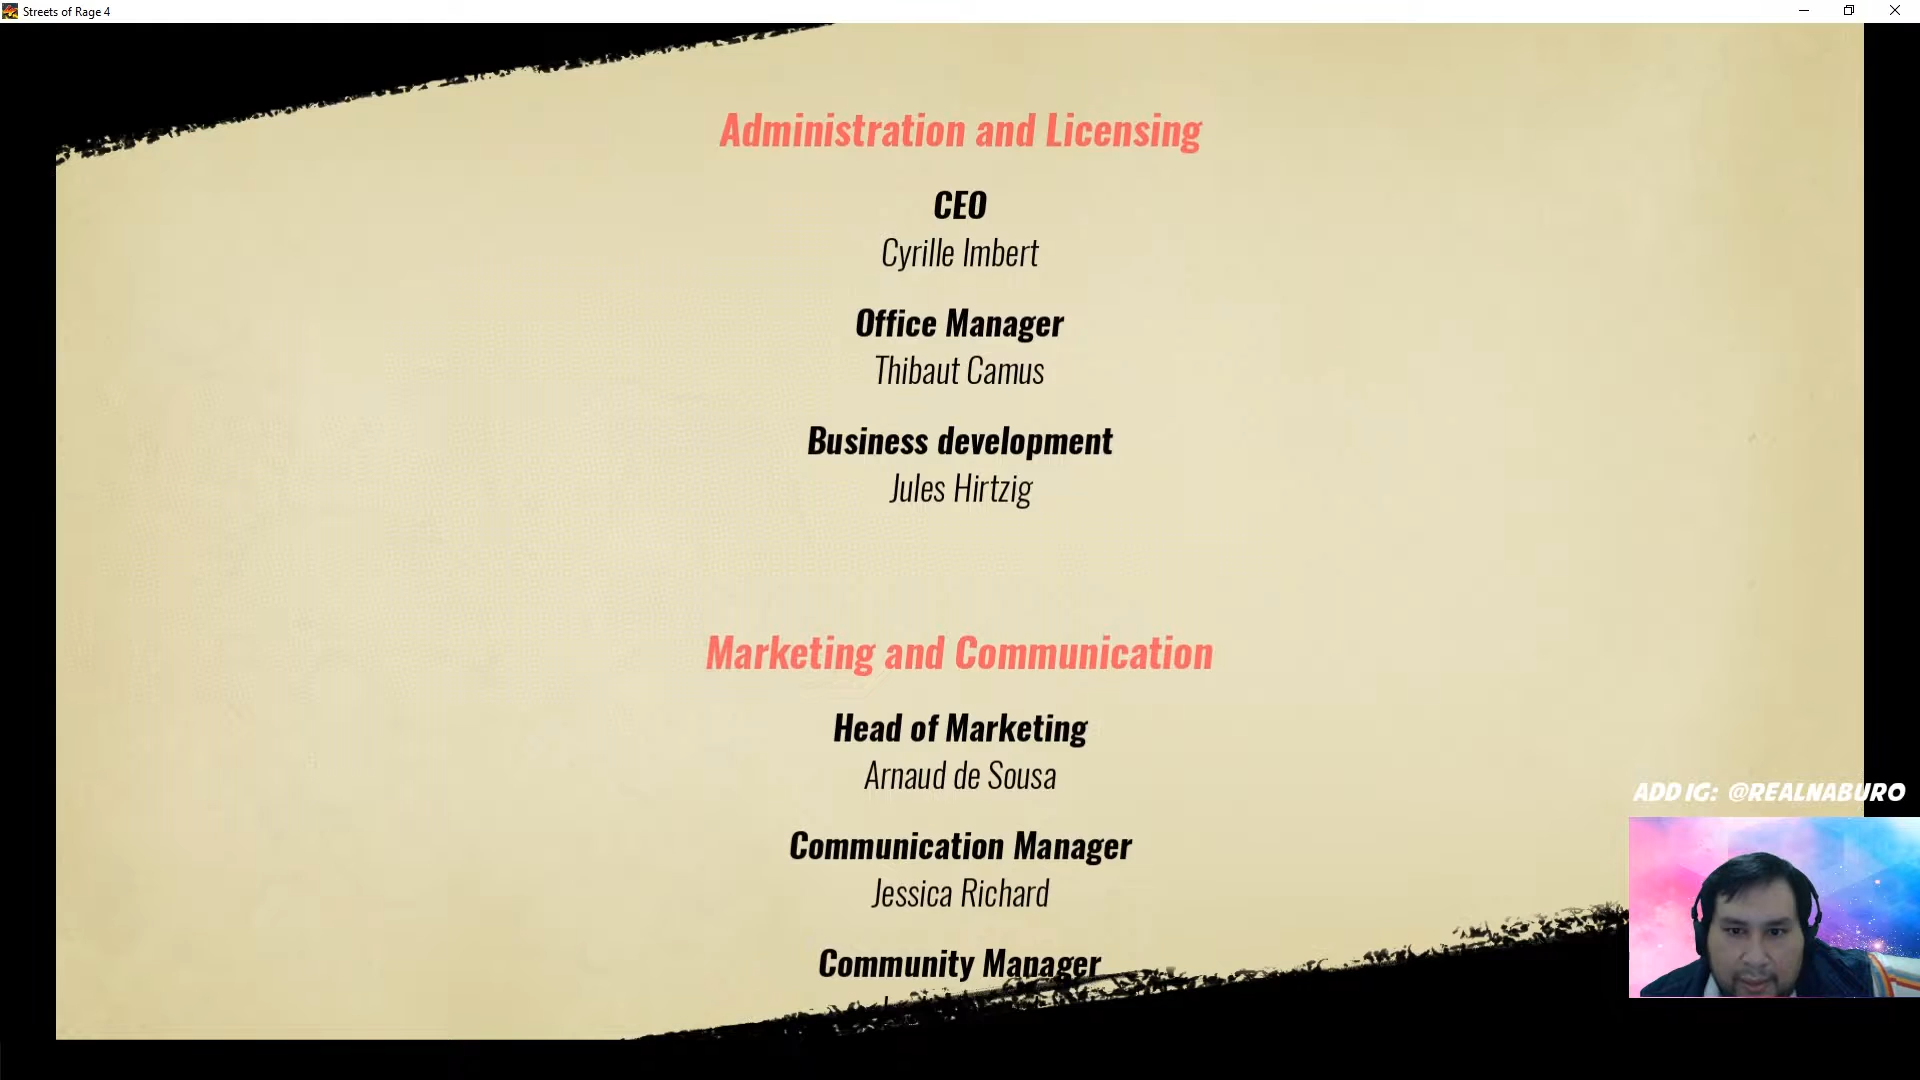 Streets of Rage 4
Administration and Licensing
CEO
Cyrille Imbert
Office Manager
Thibaut Camus
Business development
Jules Hirtzig
Marketing and Communication
Head of Marketing
Arnaud de Sousa
Communication Manager
Jessica Richard
Community Manager
ADD IG: @REALNABURO